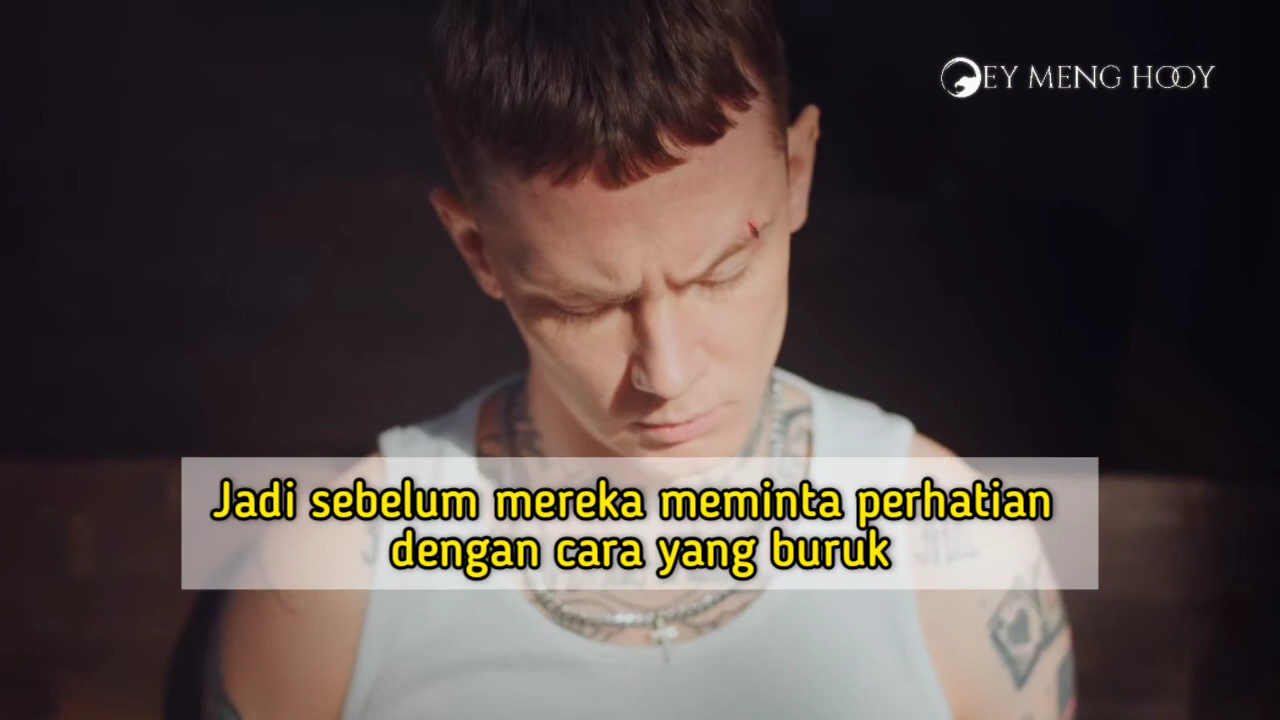 EY MENG HOOY
Jadi sebelum mereka meminta perhatian
dengan cara yang buruk